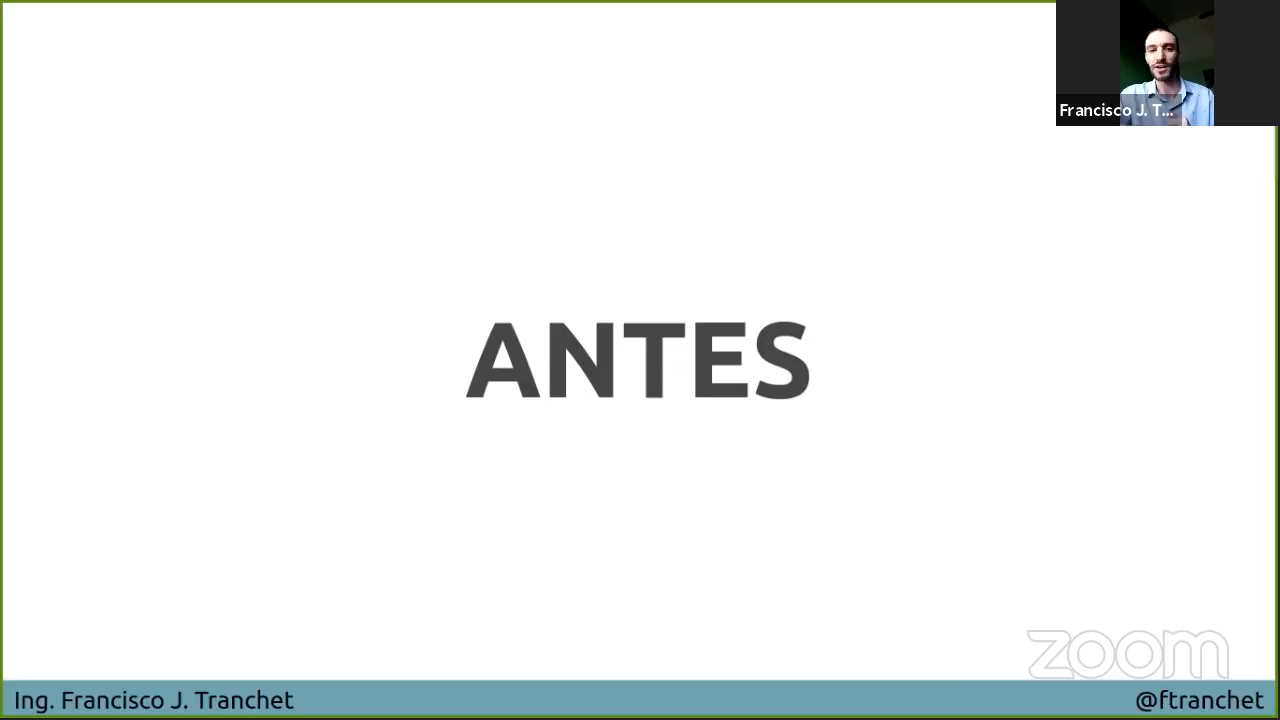 Francisco J. T...
ANTES
zoom
Ing. Francisco J. Tranchet
@ftranchet